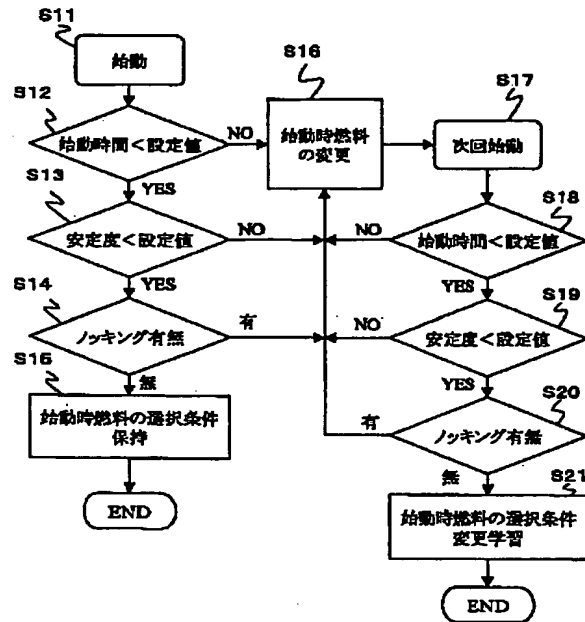 S11
始動
S12
始動時間<設定値
NO
YES
S13
安定度<設定値
NO
YES
S14
ノッキング有無
有
無
S15
始動時燃料の選択条件
保持
END
S16
始動時燃料
の変更
S17
次回始動
S18
始動時間<設定値
NO
YES
S19
安定度<設定値
NO
YES
S20
ノッキング有無
有
無
S21
始動時燃料の選択条件
変更学習
END